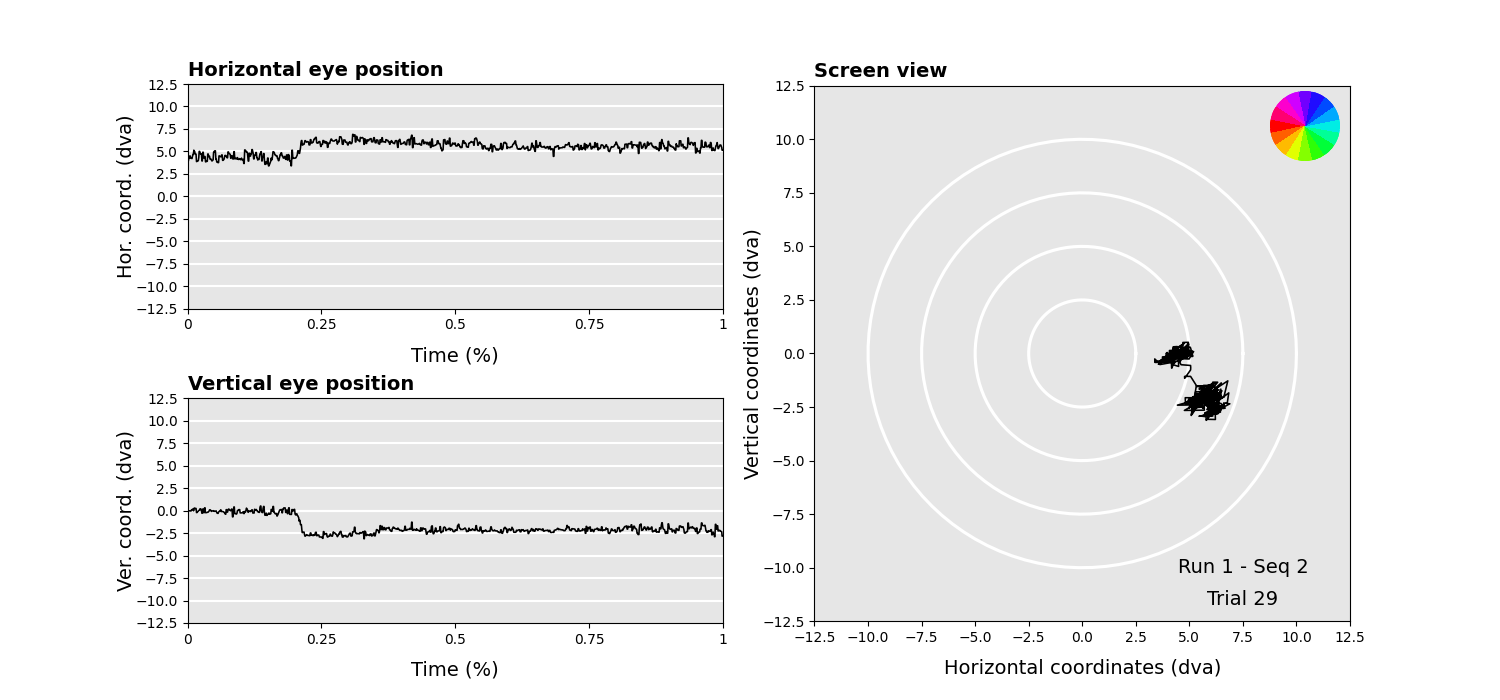 Horizontal eye position
Hor. coord. (dva)
12.5
10.0
7.5
5.0
2.5
0.0
−2.5
−5.0
−7.5
−10.0
−12.5
0 0.25 0.5 0.75 1
Time (%)
Vertical eye position
Ver. coord. (dva)
12.5
10.0
7.5
5.0
2.5
0.0
−2.5
−5.0
−7.5
−10.0
−12.5
0 0.25 0.5 0.75 1
Time (%)
Screen view
Vertical coordinates (dva)
12.5
10.0
7.5
5.0
2.5
0.0
−2.5
−5.0
−7.5
−10.0
−12.5
Run 1 - Seq 2
Trial 29
−12.5 −10.0 −7.5 −5.0 −2.5 0.0 2.5 5.0 7.5 10.0 12.5
Horizontal coordinates (dva)